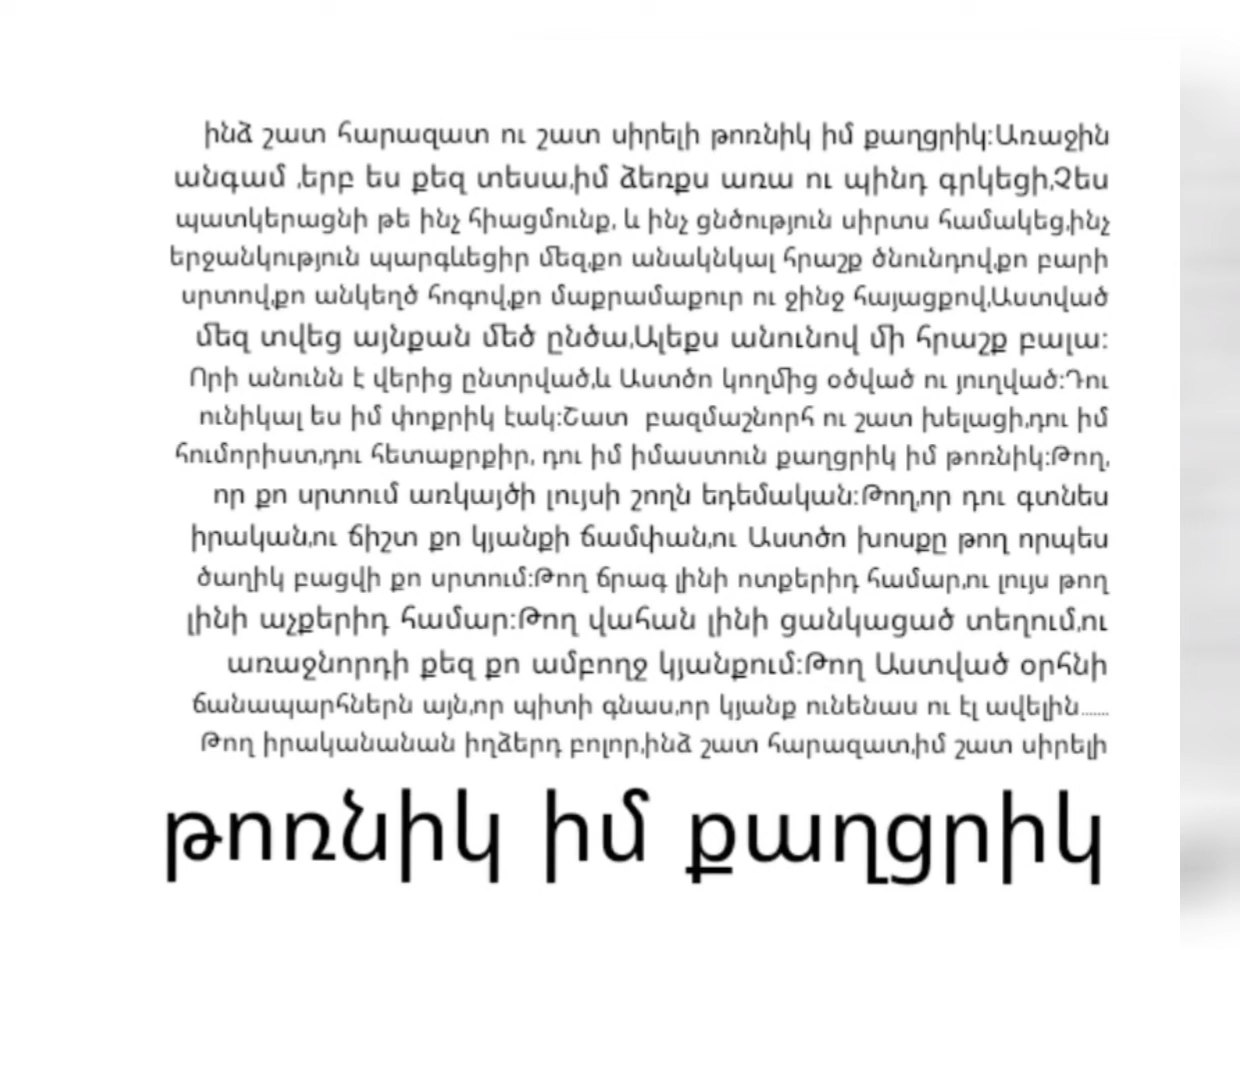 ինձ շատ հարազատ ու շատ սիրելի թոռնիկ իմ քաղցրիկ:Առաջին
անգամ ,երբ ես քեզ տեսա,իմ ձեռքս առա ու պինդ գրկեցի,Չես
պատկերացնի թե ինչ հիացմունք, և ինչ ցնծություն սիրտս համակեց,ինչ
երջանկություն պարգևեցիր մեզ,քո անակնկալ հրաշք ծնունդով,քո բարի
սրտով,քո անկեղծ հոգով,քո մաքրամաքուր ու ջինջ հայացքով,Աստված
մեզ տվեց այնքան մեծ ընծա,Ալեքս անունով մի հրաշք բալա:
Որի անունն է վերից ընտրված,և Աստծո կողմից օծված ու յուղված:Դու
ունիկալ ես իմ փոքրիկ էակ:Շատ  բազմաշնորհ ու շատ խելացի,դու իմ
հումորիստ,դու հետաքրքիր, դու իմ իմաստուն քաղցրիկ իմ թոռնիկ:Թող,
որ քո սրտում առկայծի լույսի շողն եդեմական:Թող,որ դու գտնես
իրական,ու ճիշտ քո կյանքի ճամփան,ու Աստծո խոսքը թող որպես
ծաղիկ բացվի քո սրտում:Թող ճրագ լինի ոտքերիդ համար,ու լույս թող
լինի աչքերիդ համար:Թող վահան լինի ցանկացած տեղում,ու
առաջնորդի քեզ քո ամբողջ կյանքում:Թող Աստված օրհնի
ճանապարհներն այն,որ պիտի գնաս,որ կյանք ունենաս ու էլ ավելին......
Թող իրականանան իղձերդ բոլոր,ինձ շատ հարազատ,իմ շատ սիրելի
թոռնիկ իմ քաղցրիկ